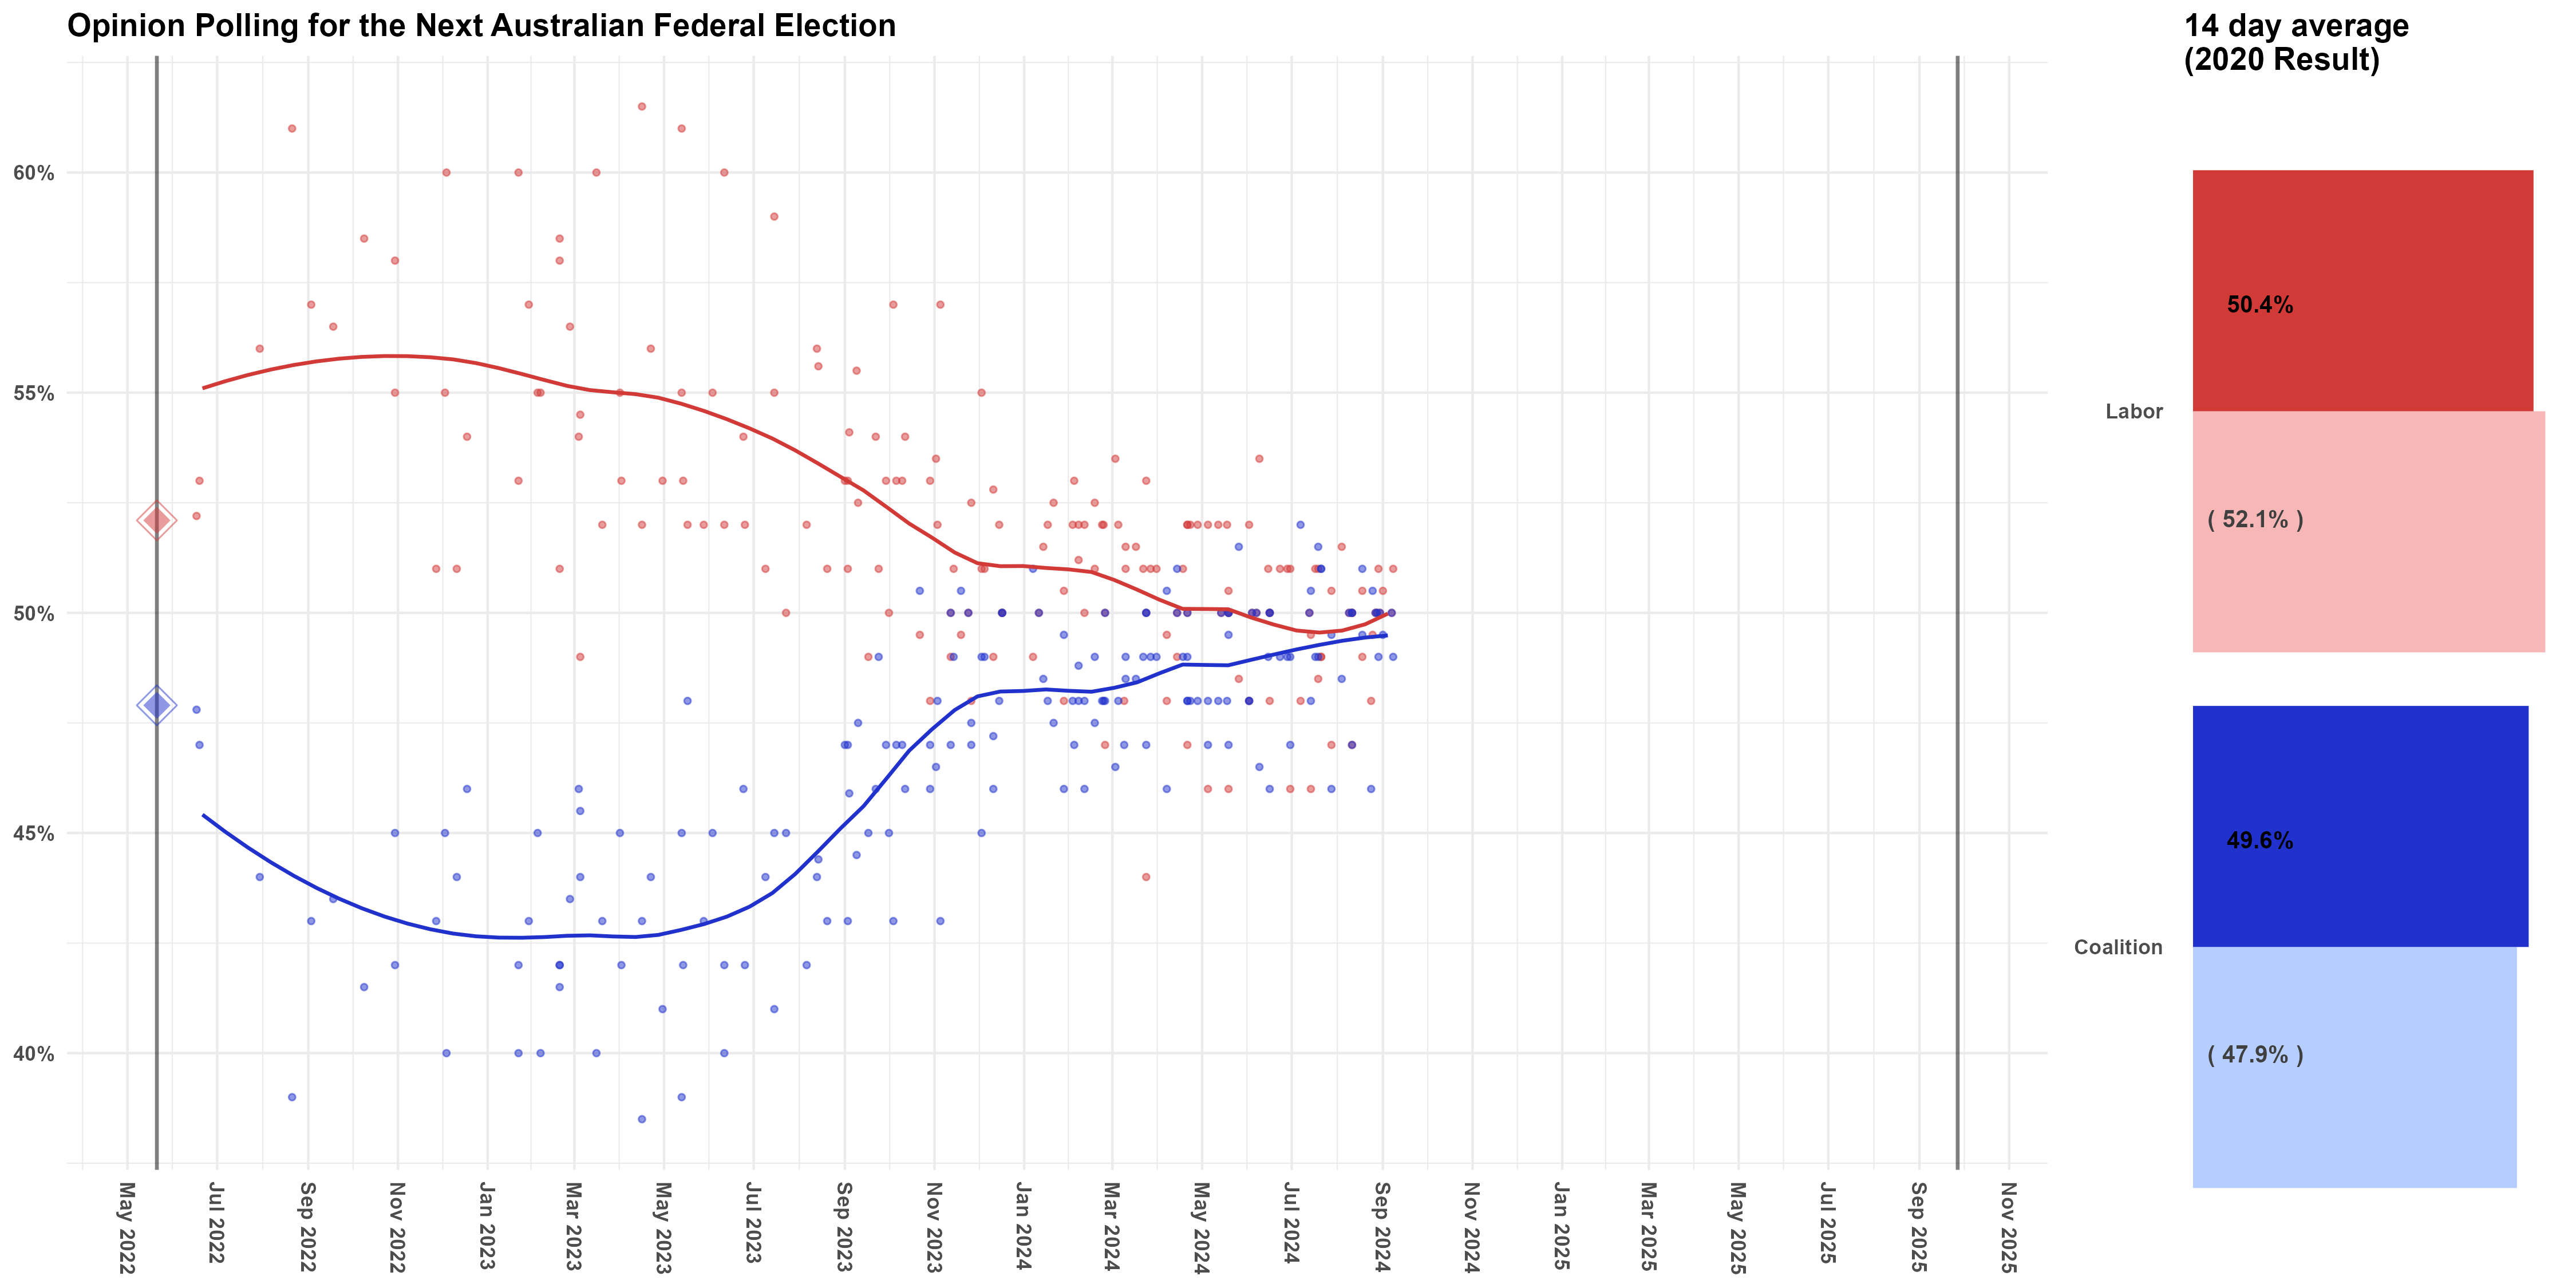 Opinion Polling for the Next Australian Federal Election
14 day average
(2020 Result)
60%
55%
50%
45%
40%
May 2022
Jul 2022
Sep 2022
Nov 2022
Jan 2023
Mar 2023
May 2023
Jul 2023
Sep 2023
Nov 2023
Jan 2024
Mar 2024
May 2024
Jul 2024
Sep 2024
Nov 2024
Jan 2025
Mar 2025
May 2025
Jul 2025
Sep 2025
Nov 2025
Labor
50.4%
( 52.1% )
Coalition
49.6%
( 47.9% )